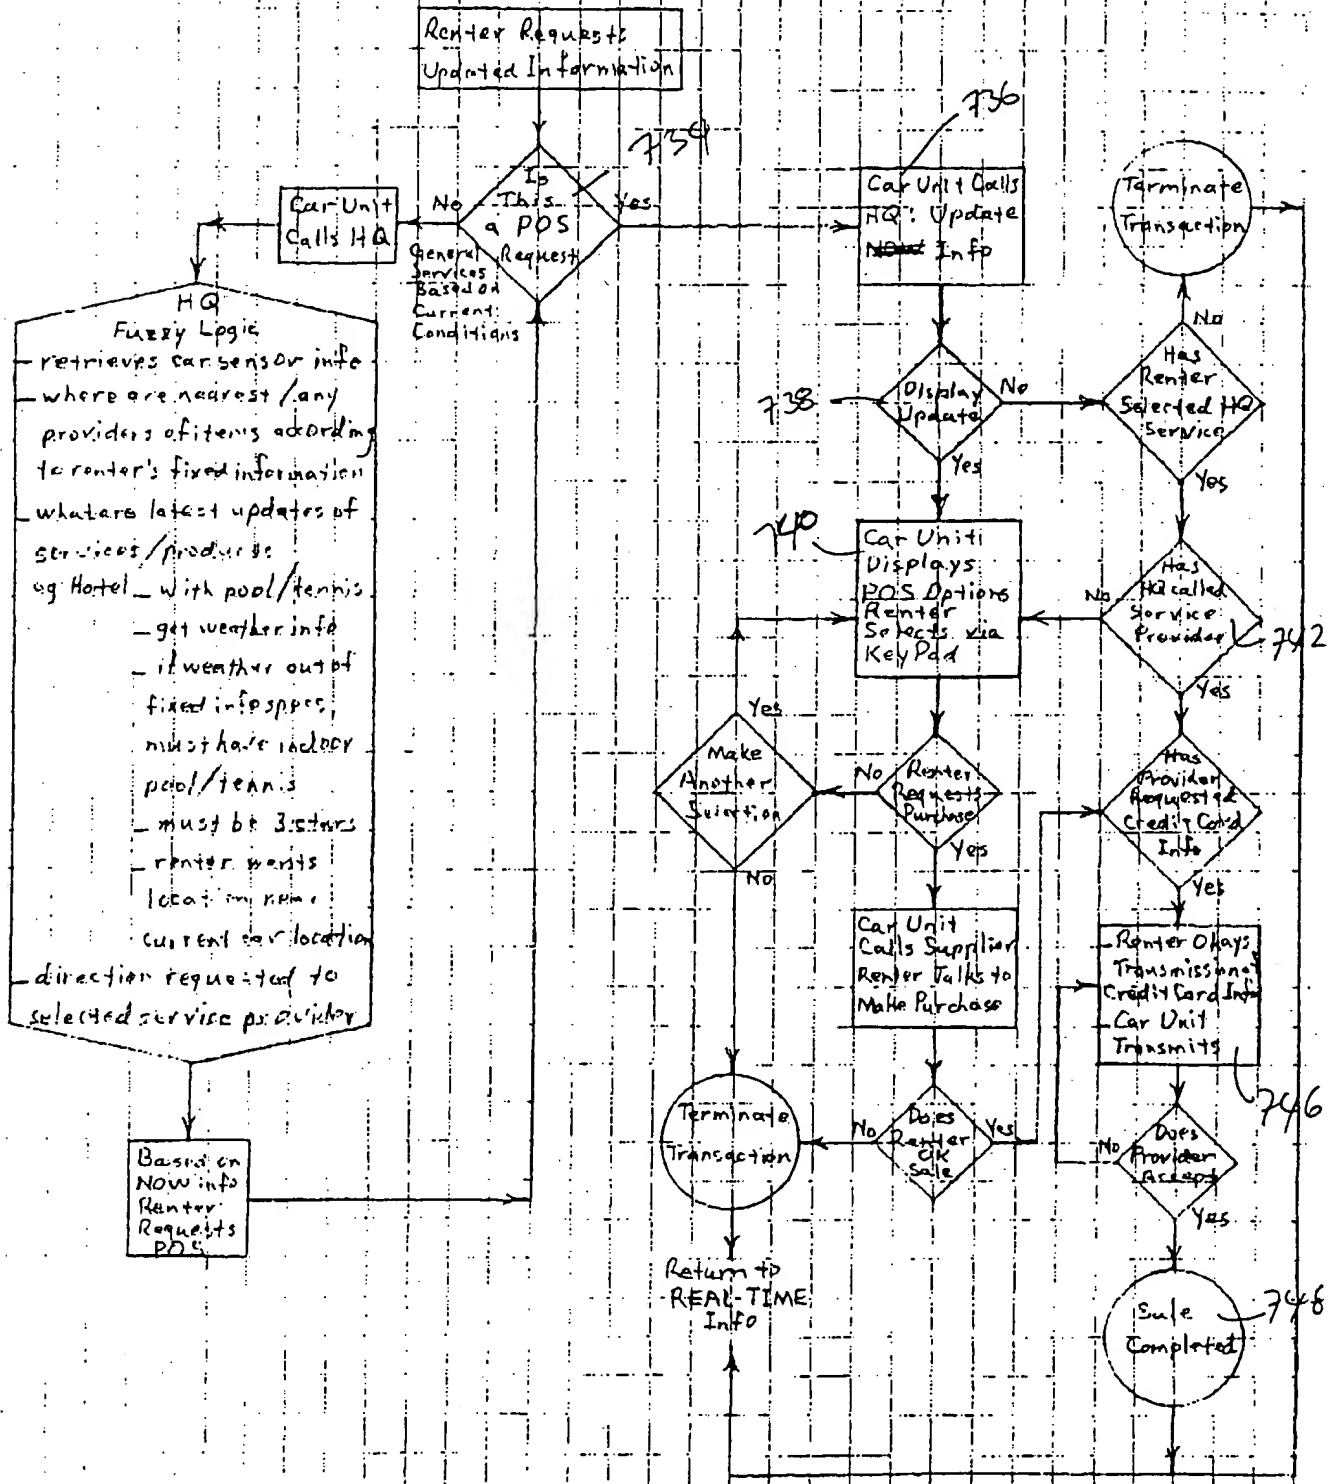 Renter Requests
Updated Information
734
Is
This
a POS
Request
No
Yes
General
Services
Based on
Current
Conditions
Car Unit
Calls HQ
HQ
Fuzzy Logic
- retrieves car sensor info
- where are nearest / any
providers of items according
to renter's fixed information
- what are latest updates of
services/products
eg Hotel - with pool/tennis
- get weather info
- if weather out of
fixed info specs,
must have indoor
pool/tennis
- must be 3 stars
- renter wants
location near
current car location
- direction requested to
selected service provider
Based on
NOW info
Renter
Requests
POS
736
Car Unit Calls
HQ: Update
Info
738
Display
Update
No
Yes
740
Car Unit
Displays
POS Options
Renter
Selects via
KeyPad
Renter
Requests
Purchase
No
Yes
Make
Another
Selection
Yes
No
Car Unit
Calls Supplier
Renter Talks to
Make Purchase
Does
Renter
OK
Sale
No
Yes
Terminate
Transaction
Return to
REAL-TIME
Info
Terminate
Transaction
No
Has
Renter
Selected HQ
Service
Yes
Has
HQ called
Service
Provider
No
742
Yes
Has
Provider
Requested
Credit Card
Info
Yes
- Renter Okays
Transmission of
Credit Card Info
- Car Unit
Transmits
746
Does
Provider
Accept
No
Yes
Sale
Completed
748